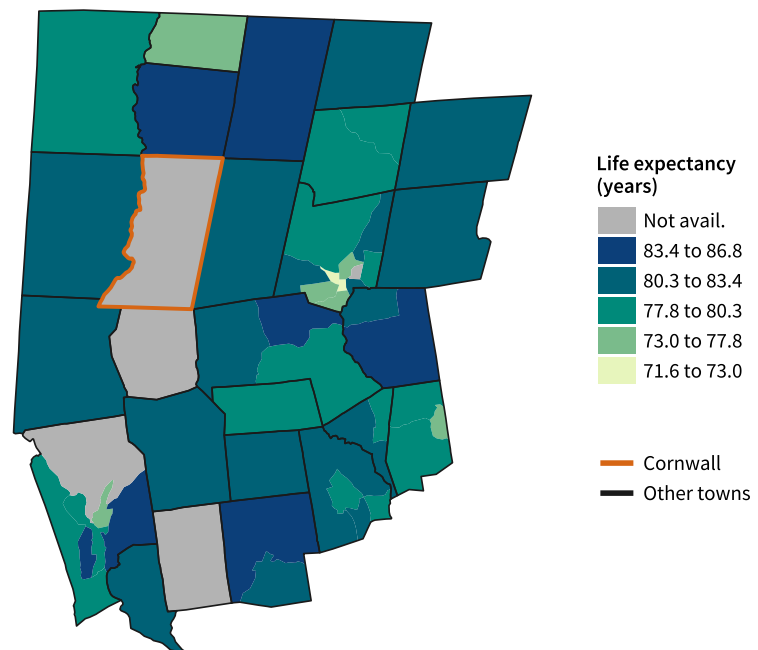 Life expectancy
(years)
Not avail.
83.4 to 86.8
80.3 to 83.4
77.8 to 80.3
73.0 to 77.8
71.6 to 73.0
Cornwall
Other towns